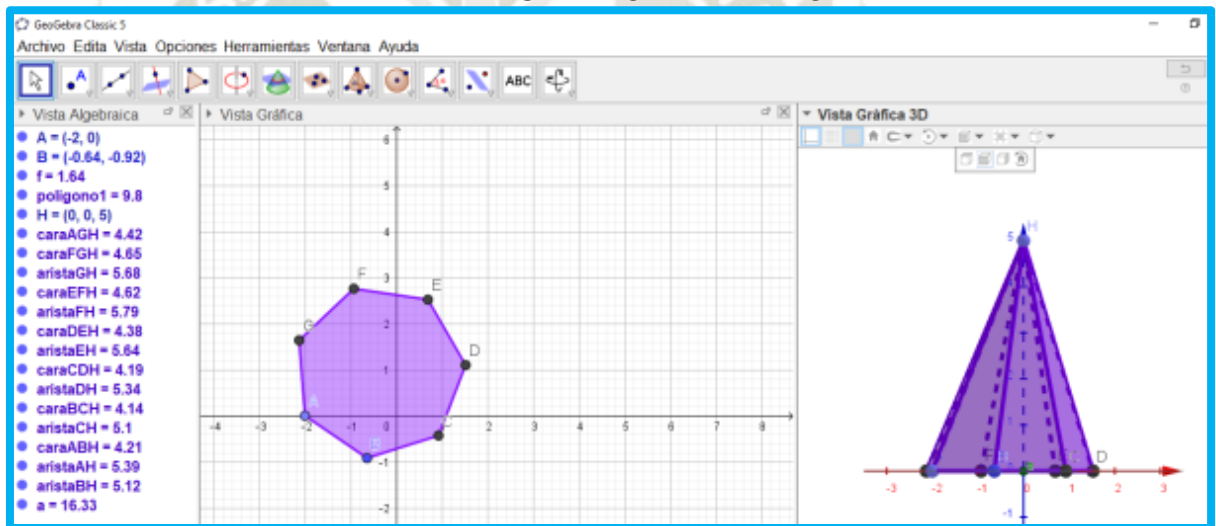 GeoGebra Classic 5
Archivo Edita Vista Opciones Herramientas Ventana Ayuda
ABC
Vista Algebraica
Vista Gráfica
Vista Gráfica 3D
A = (-2, 0)
B = (-0.64, -0.92)
f = 1.64
polígono1 = 9.8
H = (0, 0, 5)
caraAGH = 4.42
caraFGH = 4.65
aristaGH = 5.68
caraEFH = 4.62
aristaFH = 5.79
caraDEH = 4.38
aristaEH = 5.64
caraCDH = 4.19
aristaDH = 5.34
caraBCH = 4.14
aristaCH = 5.1
caraABH = 4.21
aristaAH = 5.39
aristaBH = 5.12
a = 16.33
6
5
4
3
2
1
-1
-2
-4 -3 -2 -1 0 1 2 3 4 5 6 7 8
F
E
G
D
A
B
5 H
D
-3 -2 -1 0 1 2 3
-1